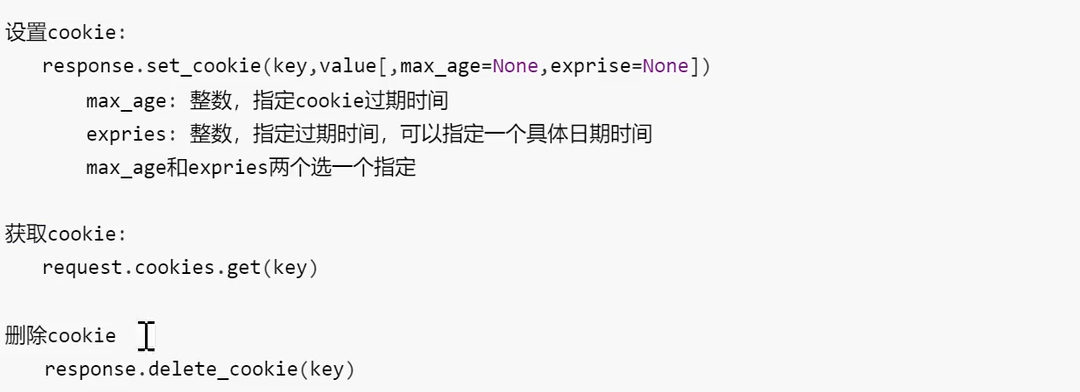 设置cookie:
response.set_cookie(key,value[,max_age=None,exprise=None])
max_age: 整数，指定cookie过期时间
expries: 整数，指定过期时间，可以指定一个具体日期时间
max_age和expries两个选一个指定
获取cookie:
request.cookies.get(key)
删除cookie
response.delete_cookie(key)